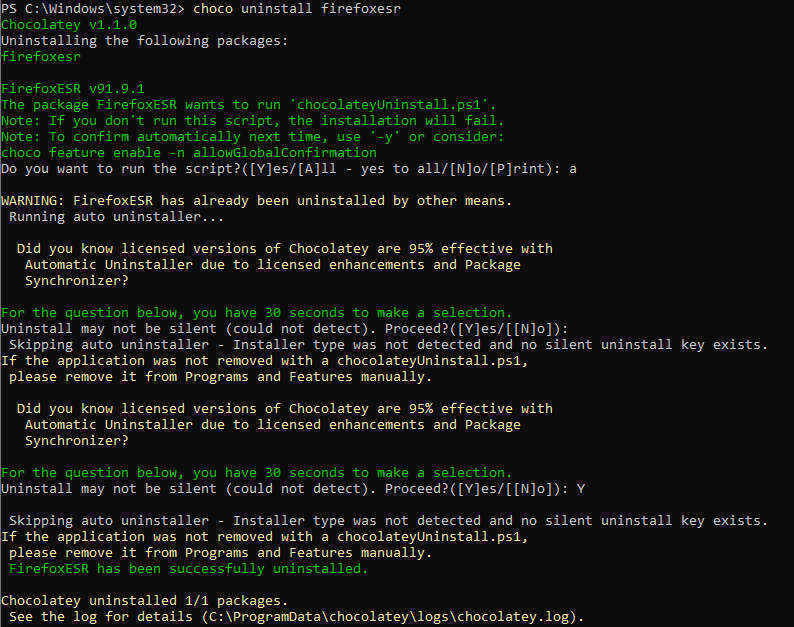 PS C:\Windows\system32> choco uninstall firefoxesr
Chocolatey v1.1.0
Uninstalling the following packages:
firefoxesr
FirefoxESR v91.9.1
The package FirefoxESR wants to run 'chocolateyUninstall.ps1'.
Note: If you don't run this script, the installation will fail.
Note: To confirm automatically next time, use '-y' or consider:
choco feature enable -n allowGlobalConfirmation
Do you want to run the script?([Y]es/[A]ll - yes to all/[N]o/[P]rint): a
WARNING: FirefoxESR has already been uninstalled by other means.
Running auto uninstaller...
Did you know licensed versions of Chocolatey are 95% effective with
Automatic Uninstaller due to licensed enhancements and Package
Synchronizer?
For the question below, you have 30 seconds to make a selection.
Uninstall may not be silent (could not detect). Proceed?([Y]es/[[N]o]):
Skipping auto uninstaller - Installer type was not detected and no silent uninstall key exists.
If the application was not removed with a chocolateyUninstall.ps1,
please remove it from Programs and Features manually.
Did you know licensed versions of Chocolatey are 95% effective with
Automatic Uninstaller due to licensed enhancements and Package
Synchronizer?
For the question below, you have 30 seconds to make a selection.
Uninstall may not be silent (could not detect). Proceed?([Y]es/[[N]o]): Y
Skipping auto uninstaller - Installer type was not detected and no silent uninstall key exists.
If the application was not removed with a chocolateyUninstall.ps1,
please remove it from Programs and Features manually.
FirefoxESR has been successfully uninstalled.
Chocolatey uninstalled 1/1 packages.
See the log for details (C:\ProgramData\chocolatey\logs\chocolatey.log).